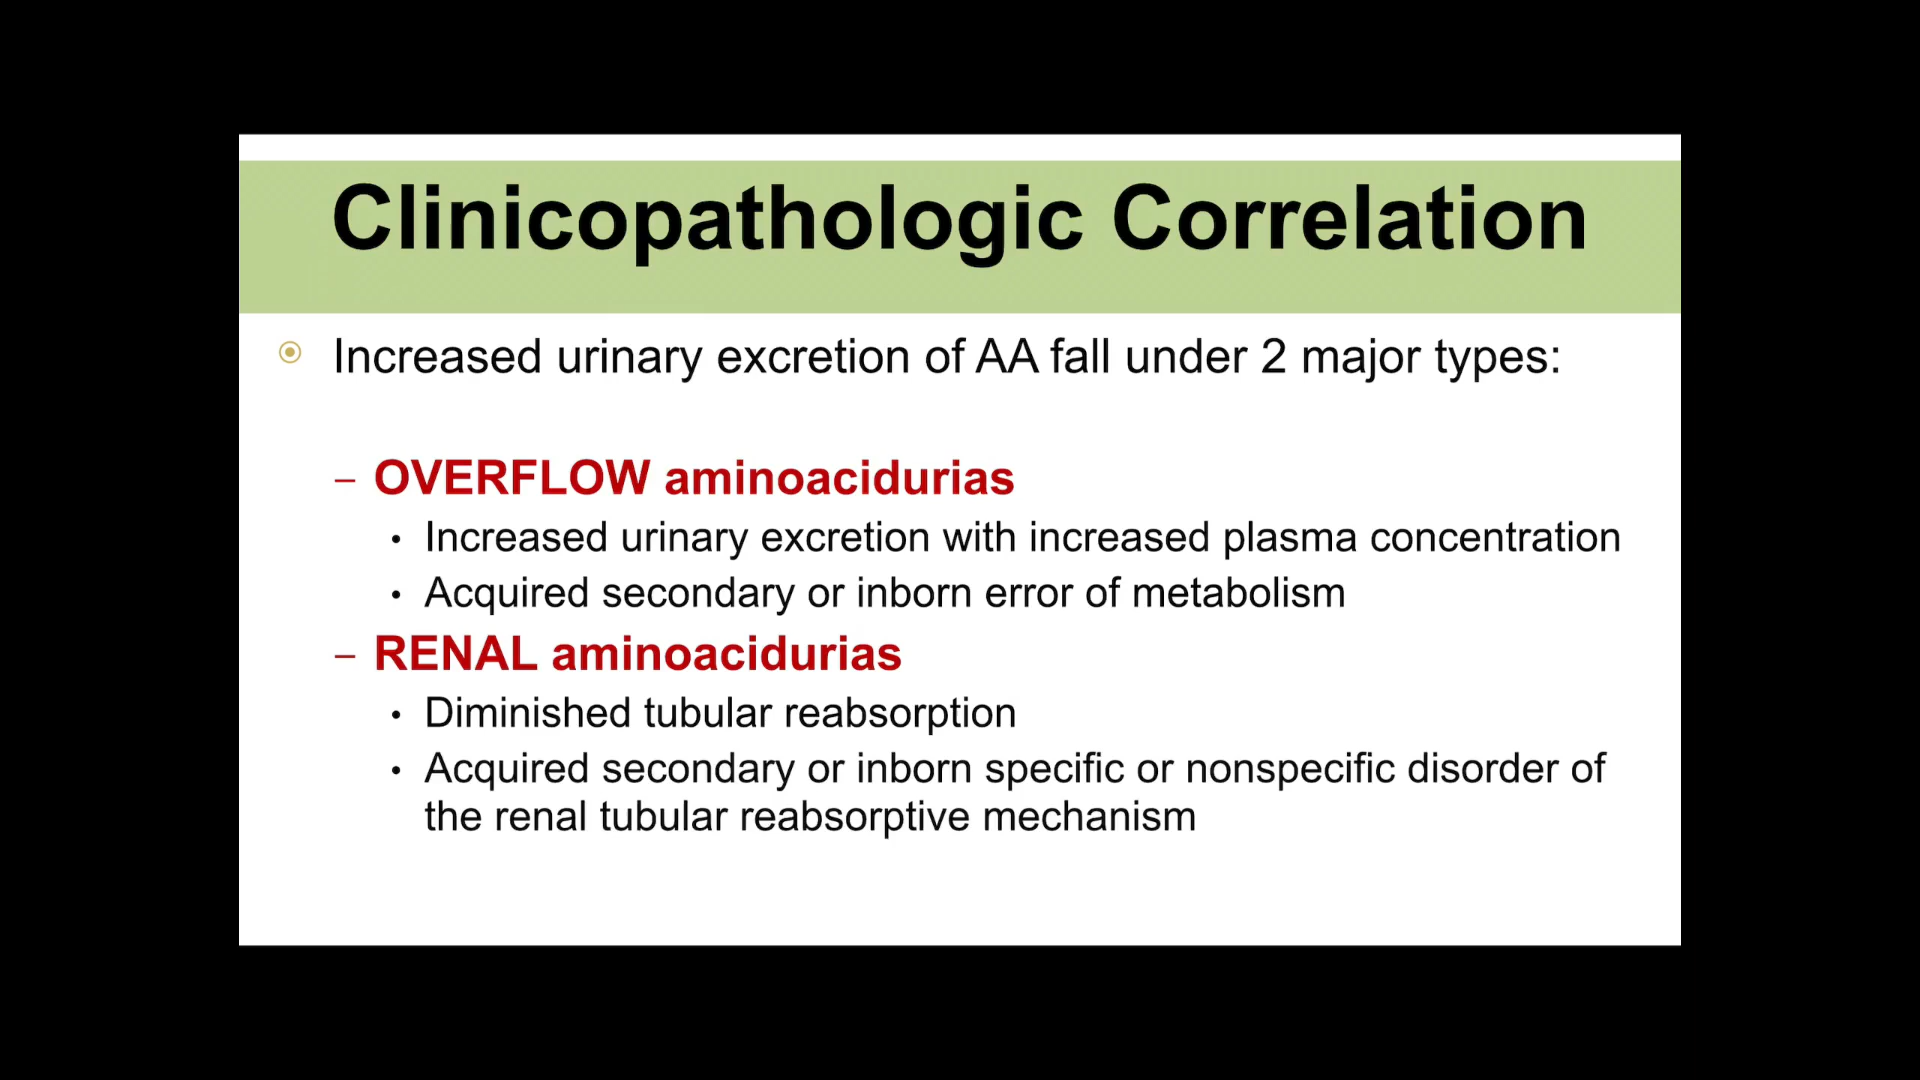 Clinicopathologic Correlation
Increased urinary excretion of AA fall under 2 major types:
– OVERFLOW aminoacidurias
• Increased urinary excretion with increased plasma concentration
• Acquired secondary or inborn error of metabolism
– RENAL aminoacidurias
• Diminished tubular reabsorption
• Acquired secondary or inborn specific or nonspecific disorder of
the renal tubular reabsorptive mechanism